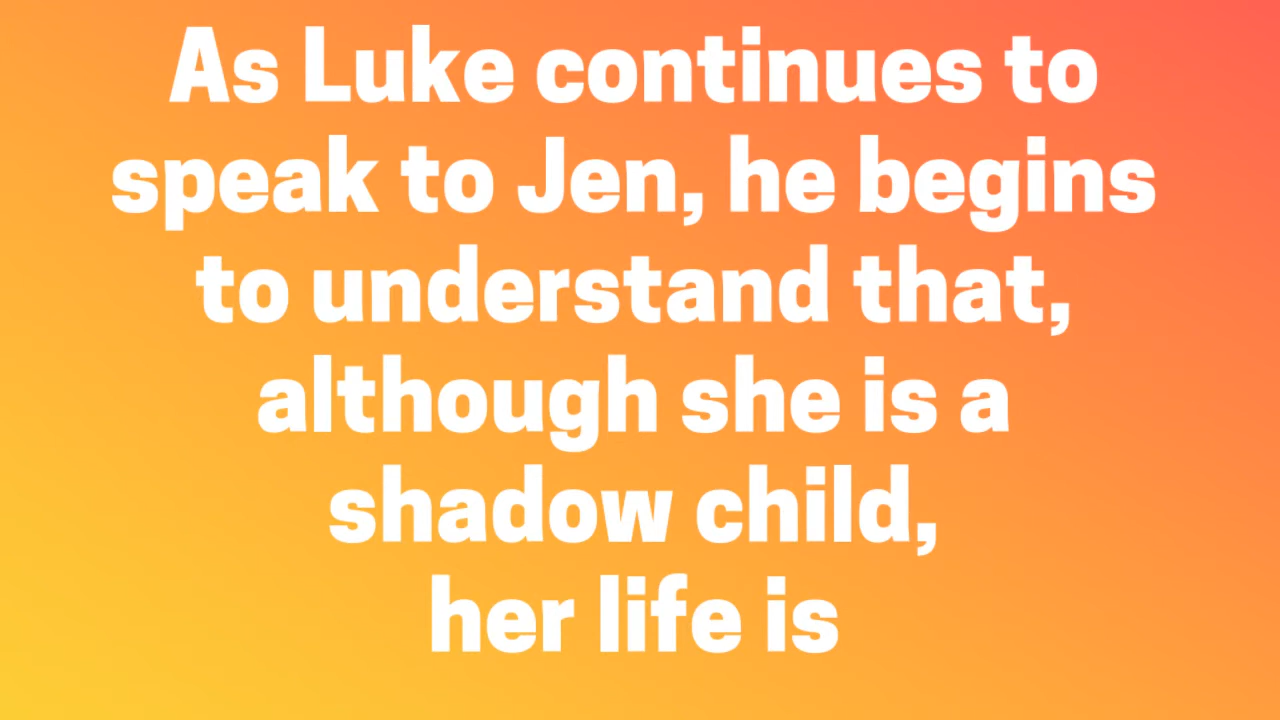 As Luke continues to
speak to Jen, he begins
to understand that,
although she is a
shadow child,
her life is